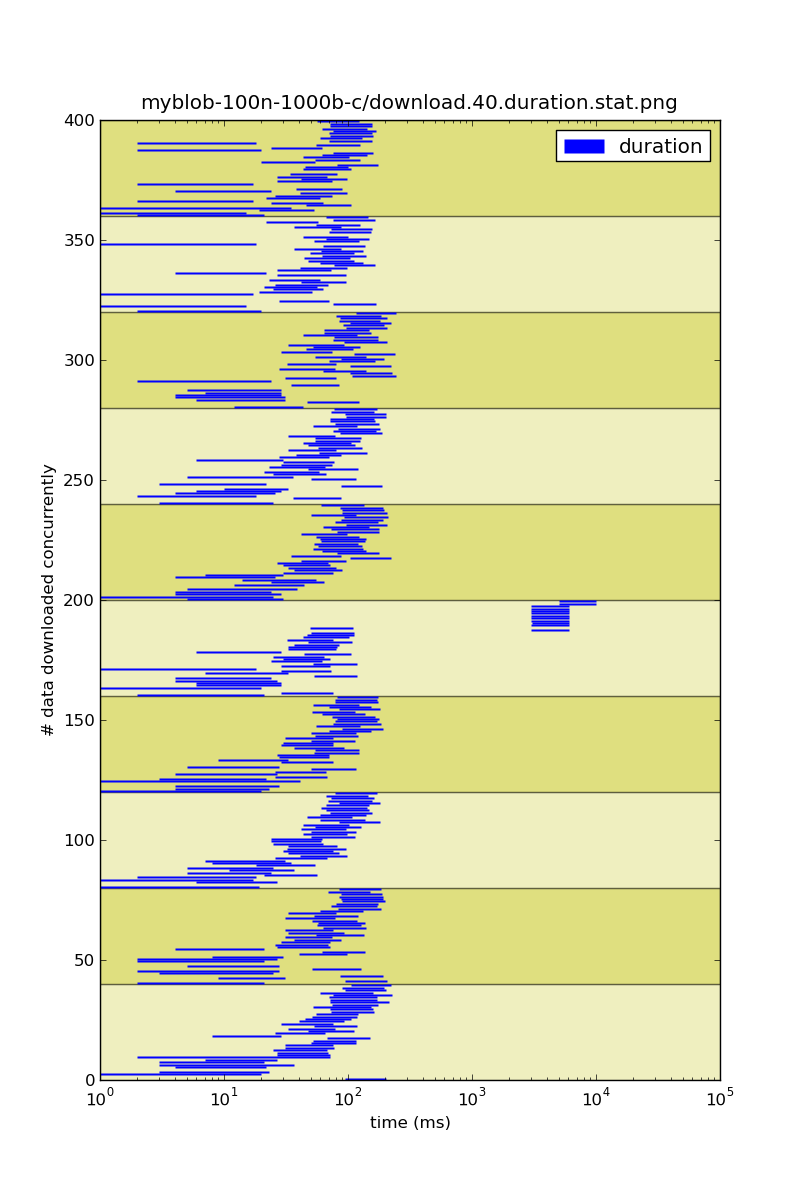 myblob-100n-1000b-c/download.40.duration.stat.png
duration
400
350
300
250
200
150
100
50
0
# data downloaded concurrently
10^0 10^1 10^2 10^3 10^4 10^5
time (ms)